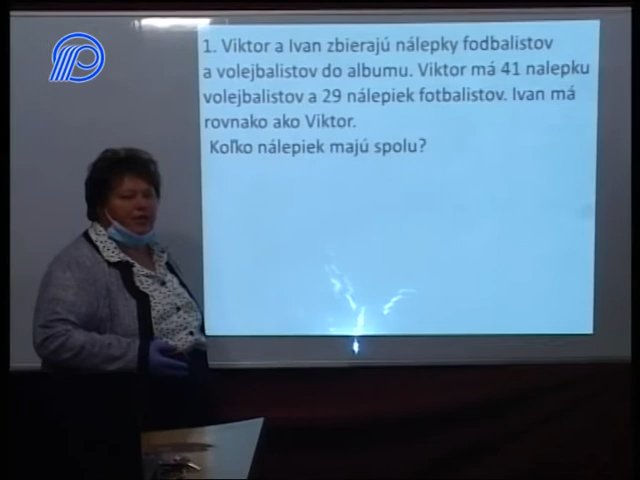 1. Viktor a Ivan zbierajú nálepky fodbalistov
a volejbalistov do albumu. Viktor má 41 nalepku
volejbalistov a 29 nálepiek fotbalistov. Ivan má
rovnako ako Viktor.
Koľko nálepiek majú spolu?